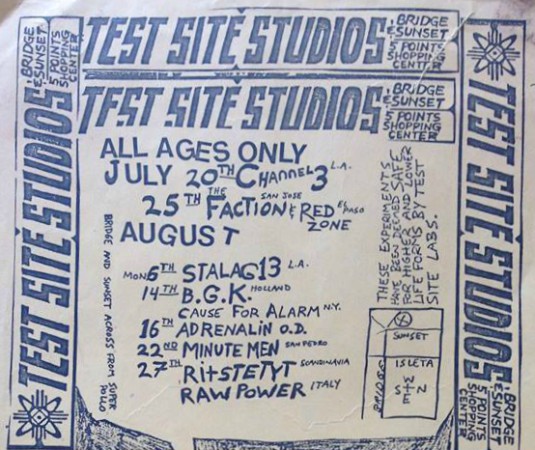 TEST SITE STUDIOS
BRIDGE
& SUNSET
5 POINTS
SHOPPING
CENTER
TEST SITE STUDIOS
BRIDGE
& SUNSET
5 POINTS
SHOPPING
CENTER
ALL AGES ONLY
JULY 20TH CHANNEL 3 L.A.
25TH THE FACTION SAN JOSE & RED ZONE EL PASO
AUGUST
MON 6TH STALAG 13 L.A.
14TH B.G.K. HOLLAND
CAUSE FOR ALARM N.Y.
16TH ADRENALIN O.D.
22ND MINUTE MEN SAN PEDRO
27TH RiTSTETYT SCANDINAVIA
RAW POWER ITALY
BRIDGE AND SUNSET ACROSS FROM SUPER POLLO
THESE EXPERIMENTS
HAVE BEEN DEEMED SAFE
FOR HIGHER AND LOWER
LIFE FORMS BY TEST
SITE LABS.
SUNSET
ISLETA
BRIDGE
N
E
S
W
TEST SITE STUDIOS
BRIDGE
& SUNSET
5 POINTS
SHOPPING
CENTER
TEST SITE STUDIOS
BRIDGE
& SUNSET
5 POINTS
SHOPPING
CENTER